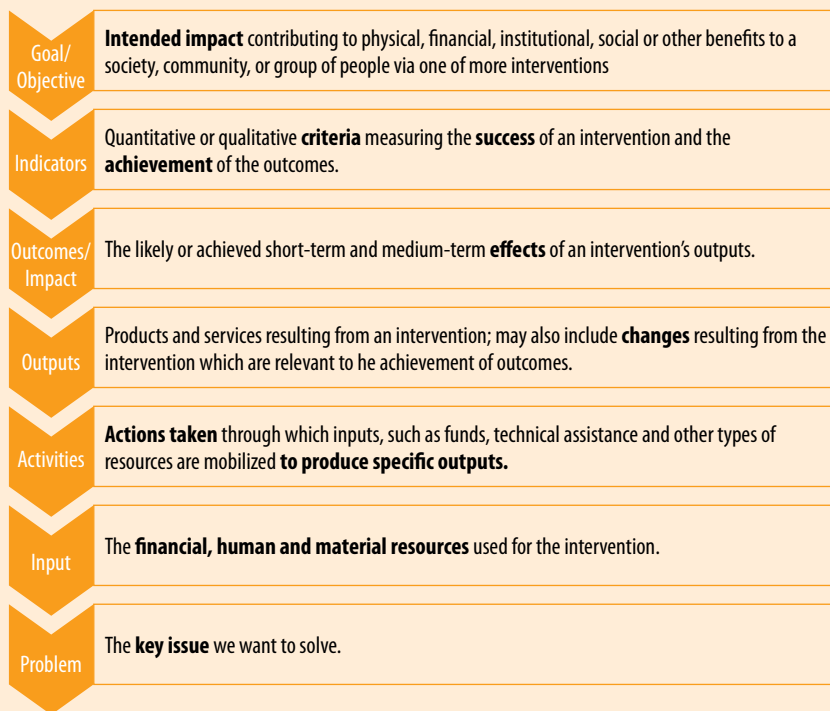 Goal/
Objective
Intended impact contributing to physical, financial, institutional, social or other benefits to a
society, community, or group of people via one of more interventions
Indicators
Quantitative or qualitative criteria measuring the success of an intervention and the
achievement of the outcomes.
Outcomes/
Impact
The likely or achieved short-term and medium-term effects of an intervention's outputs.
Outputs
Products and services resulting from an intervention; may also include changes resulting from the
intervention which are relevant to he achievement of outcomes.
Activities
Actions taken through which inputs, such as funds, technical assistance and other types of
resources are mobilized to produce specific outputs.
Input
The financial, human and material resources used for the intervention.
Problem
The key issue we want to solve.